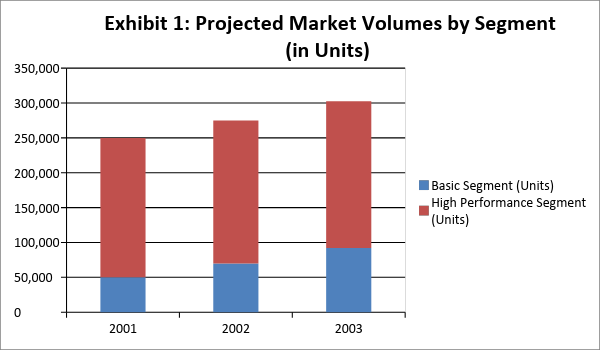 Exhibit 1: Projected Market Volumes by Segment
(in Units)
350,000
300,000
250,000
200,000
150,000
100,000
50,000
0
2001
2002
2003
Basic Segment (Units)
High Performance Segment
(Units)